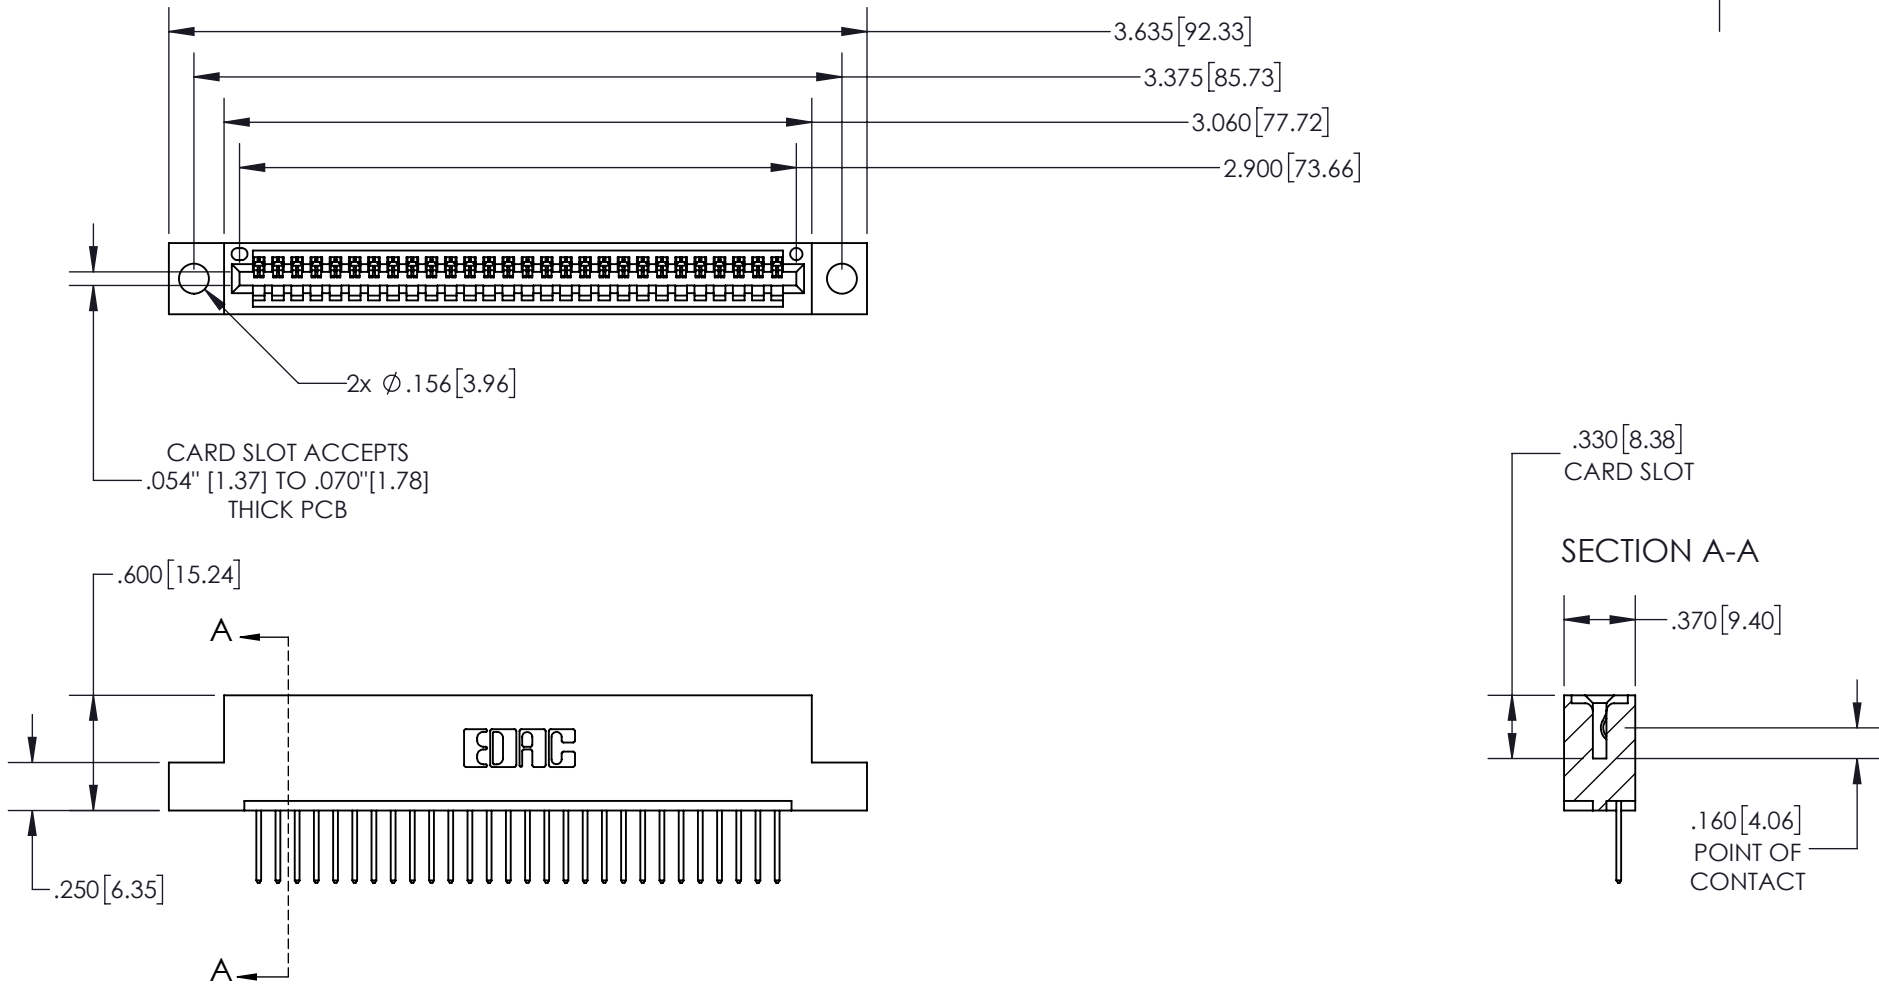 3.635[92.33]
3.375[85.73]
3.060[77.72]
2.900[73.66]
2x ⌀.156[3.96]
CARD SLOT ACCEPTS
.054" [1.37] TO .070"[1.78]
THICK PCB
.330[8.38]
CARD SLOT
SECTION A-A
.600[15.24]
.370[9.40]
A
EDAC
.160[4.06]
POINT OF
CONTACT
.250[6.35]
A